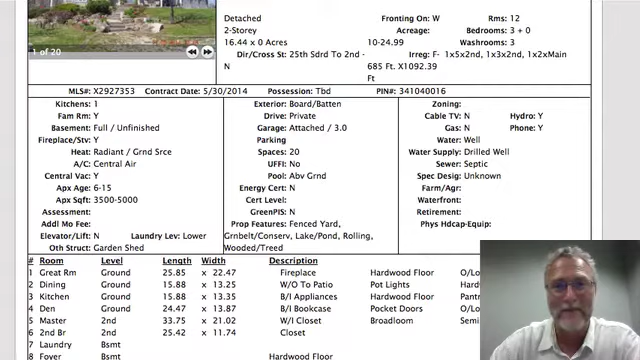 Detached Fronting On: W Rms: 12
2-Storey Acreage: Bedrooms: 3 + 0
16.44 x 0 Acres 10-24.99 Washrooms: 3
Dir/Cross St: 25th Sdrd To 2nd - Irreg: F- 1x5x2nd, 1x3x2nd, 1x2xMain
N 685 Ft. X1092.39
Ft
1 of 20
MLS#: X2927353 Contract Date: 5/30/2014 Possession: Tbd PIN#: 341040016
Kitchens: 1 Exterior: Board/Batten Zoning:
Fam Rm: Y Drive: Private Cable TV: N Hydro: Y
Basement: Full / Unfinished Garage: Attached / 3.0 Gas: N Phone: Y
Fireplace/Stv: Y Parking Water: Well
Heat: Radiant / Grnd Srce Spaces: 20 Water Supply: Drilled Well
A/C: Central Air UFFI: No Sewer: Septic
Central Vac: Y Pool: Abv Grnd Spec Desig: Unknown
Apx Age: 6-15 Energy Cert: N Farm/Agr:
Apx Sqft: 3500-5000 Cert Level: Waterfront:
Assessment: GreenPIS: N Retirement:
Addl Mo Fee: Prop Features: Fenced Yard, Phys Hdcap-Equip:
Elevator/Lift: N Laundry Lev: Lower Grnbelt/Conserv, Lake/Pond, Rolling,
Oth Struct: Garden Shed Wooded/Treed
# Room Level Length Width Description
1 Great Rm Ground 25.85 x 22.47 Fireplace Hardwood Floor O/Lo
2 Dining Ground 15.88 x 13.25 W/O To Patio Pot Lights Hardw
3 Kitchen Ground 15.88 x 13.35 B/I Appliances Hardwood Floor Pantr
4 Den Ground 24.47 x 13.87 B/I Bookcase Pocket Doors O/Lo
5 Master 2nd 33.75 x 21.02 W/I Closet Broadloom Semi
6 2nd Br 2nd 25.42 x 11.74 Closet
7 Laundry Bsmt
8 Foyer Bsmt Hardwood Floor